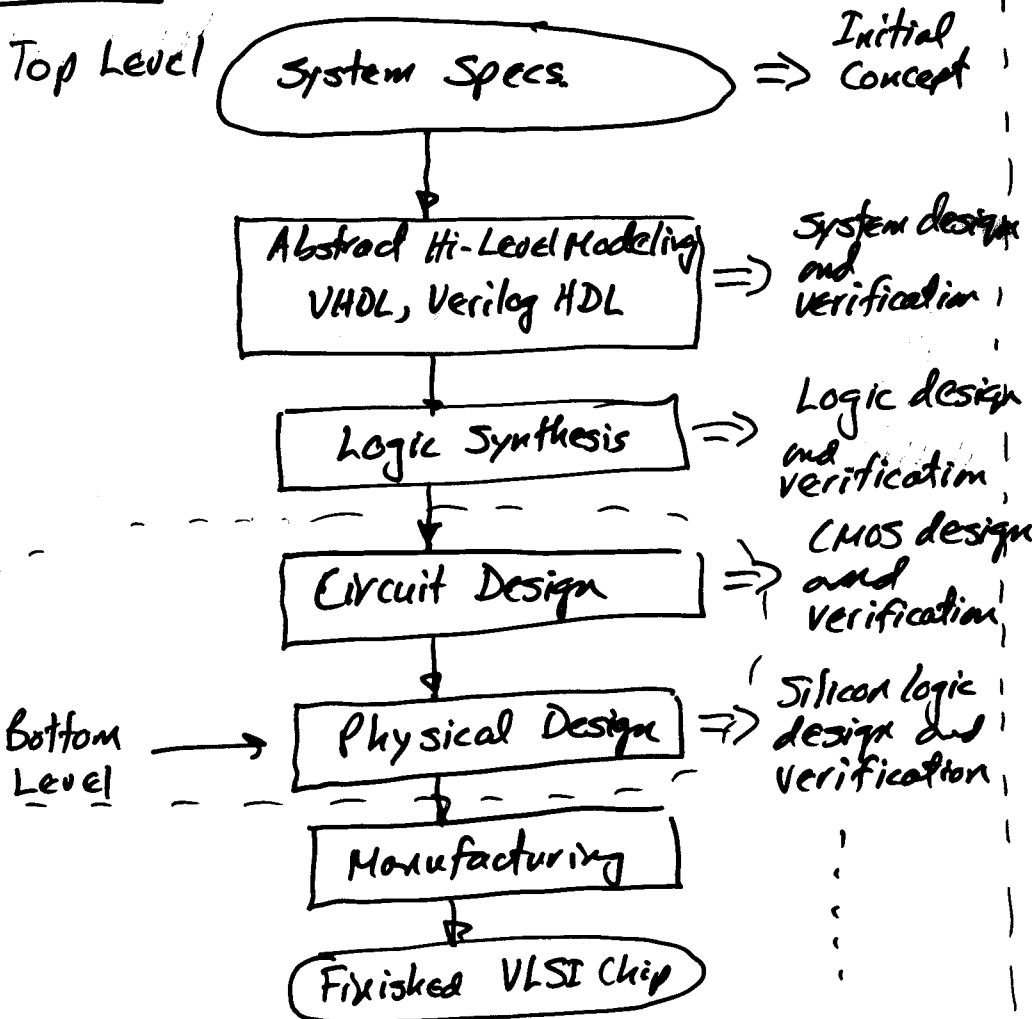 Top Level
System Specs.
Initial
Concept
Abstract Hi-Level Modeling
VHDL, Verilog HDL
System design
and
verification
Logic Synthesis
Logic design
and
verification
Circuit Design
CMOS design
and
verification
Bottom
Level
Physical Design
Silicon logic
design and
verification
Manufacturing
Finished VLSI Chip